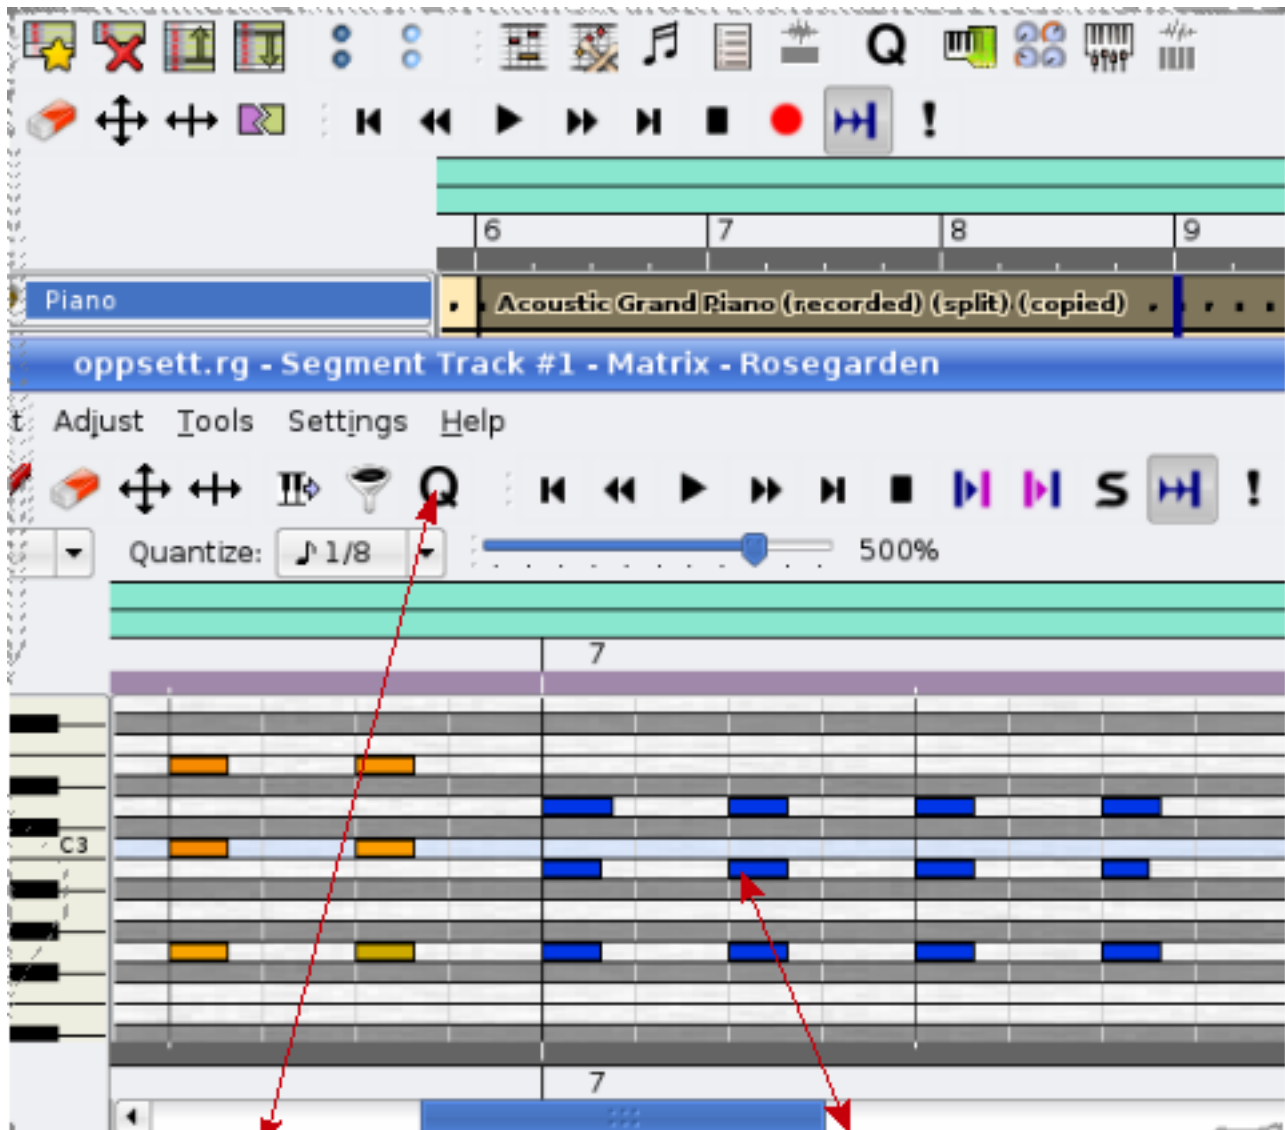 Q
!
6 7 8 9
Piano
Acoustic Grand Piano (recorded) (split) (copied)
oppsett.rg - Segment Track #1 - Matrix - Rosegarden
t Adjust Tools Settings Help
Q S !
Quantize: 1/8 500%
7
C3
7